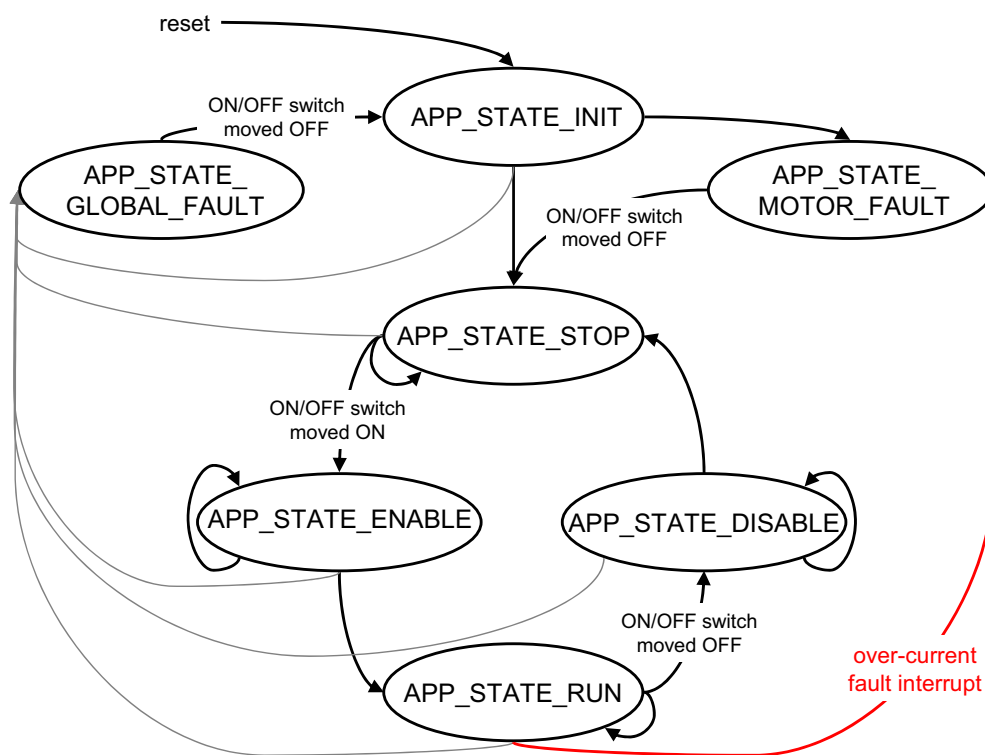 reset
APP_STATE_INIT
ON/OFF switch
moved OFF
APP_STATE_
GLOBAL_FAULT
APP_STATE_
MOTOR_FAULT
ON/OFF switch
moved OFF
APP_STATE_STOP
ON/OFF switch
moved ON
APP_STATE_ENABLE
APP_STATE_DISABLE
ON/OFF switch
moved OFF
over-current
fault interrupt
APP_STATE_RUN